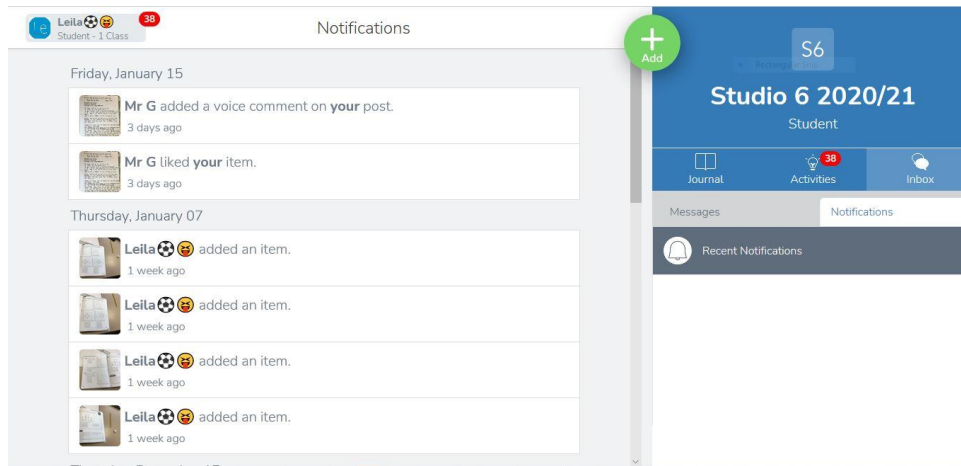 Le
Leila⚽😝 38
Student - 1 Class
Notifications
Add
Friday, January 15
Mr G added a voice comment on your post.
3 days ago
Mr G liked your item.
3 days ago
Thursday, January 07
Leila⚽😝 added an item.
1 week ago
Leila⚽😝 added an item.
1 week ago
Leila⚽😝 added an item.
1 week ago
Leila⚽😝 added an item.
1 week ago
S6
Studio 6 2020/21
Student
38
Journal Activities Inbox
Messages Notifications
Recent Notifications